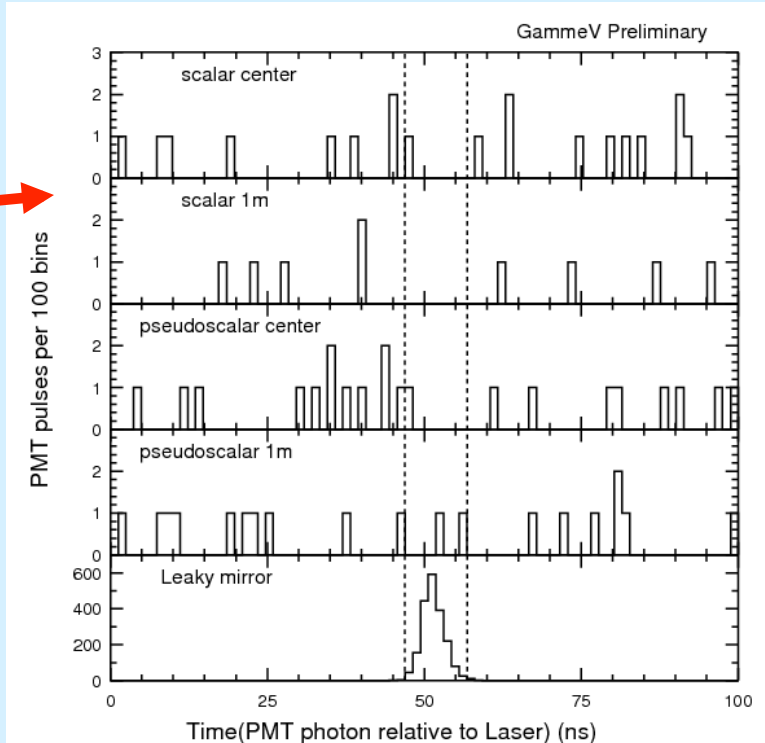 GammeV Preliminary
3
scalar center
2
1
0
scalar 1m
2
1
0
pseudoscalar center
2
1
0
pseudoscalar 1m
2
1
0
Leaky mirror
600
400
200
0
PMT pulses per 100 bins
0 25 50 75 100
Time(PMT photon relative to Laser) (ns)